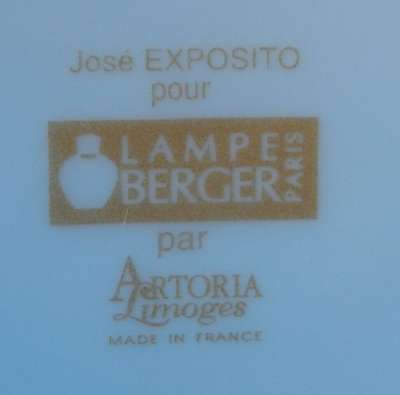 José EXPOSITO
pour
LAMPE
BERGER
PARIS
par
ARTORIA
Limoges
MADE IN FRANCE